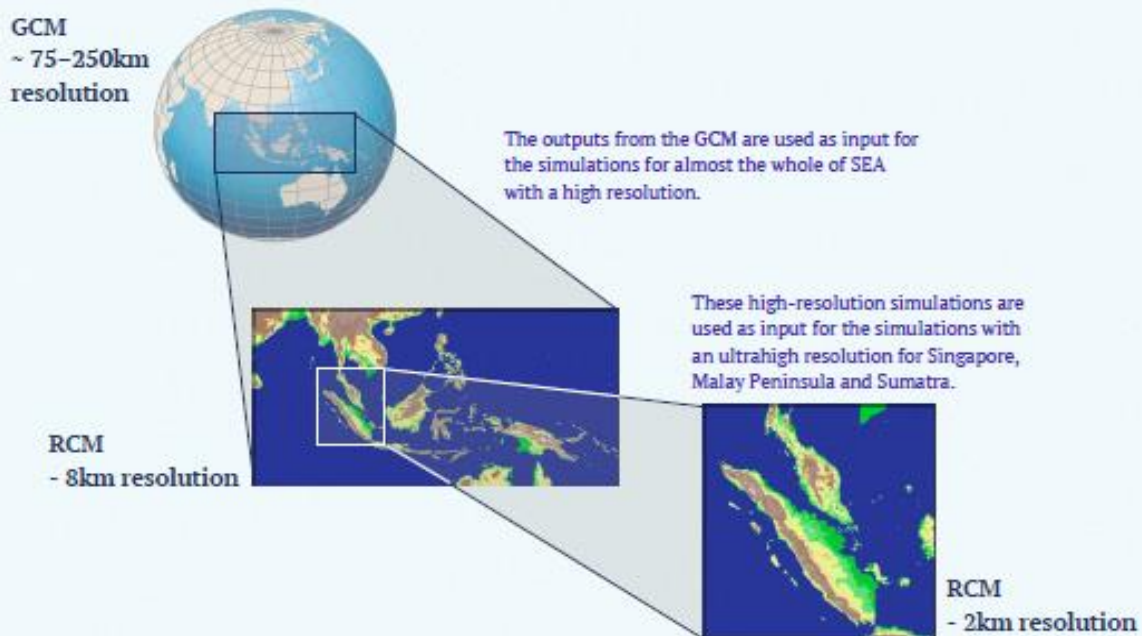 GCM
~ 75–250km
resolution
The outputs from the GCM are used as input for
the simulations for almost the whole of SEA
with a high resolution.
These high-resolution simulations are
used as input for the simulations with
an ultrahigh resolution for Singapore,
Malay Peninsula and Sumatra.
RCM
~ 8km resolution
RCM
~ 2km resolution